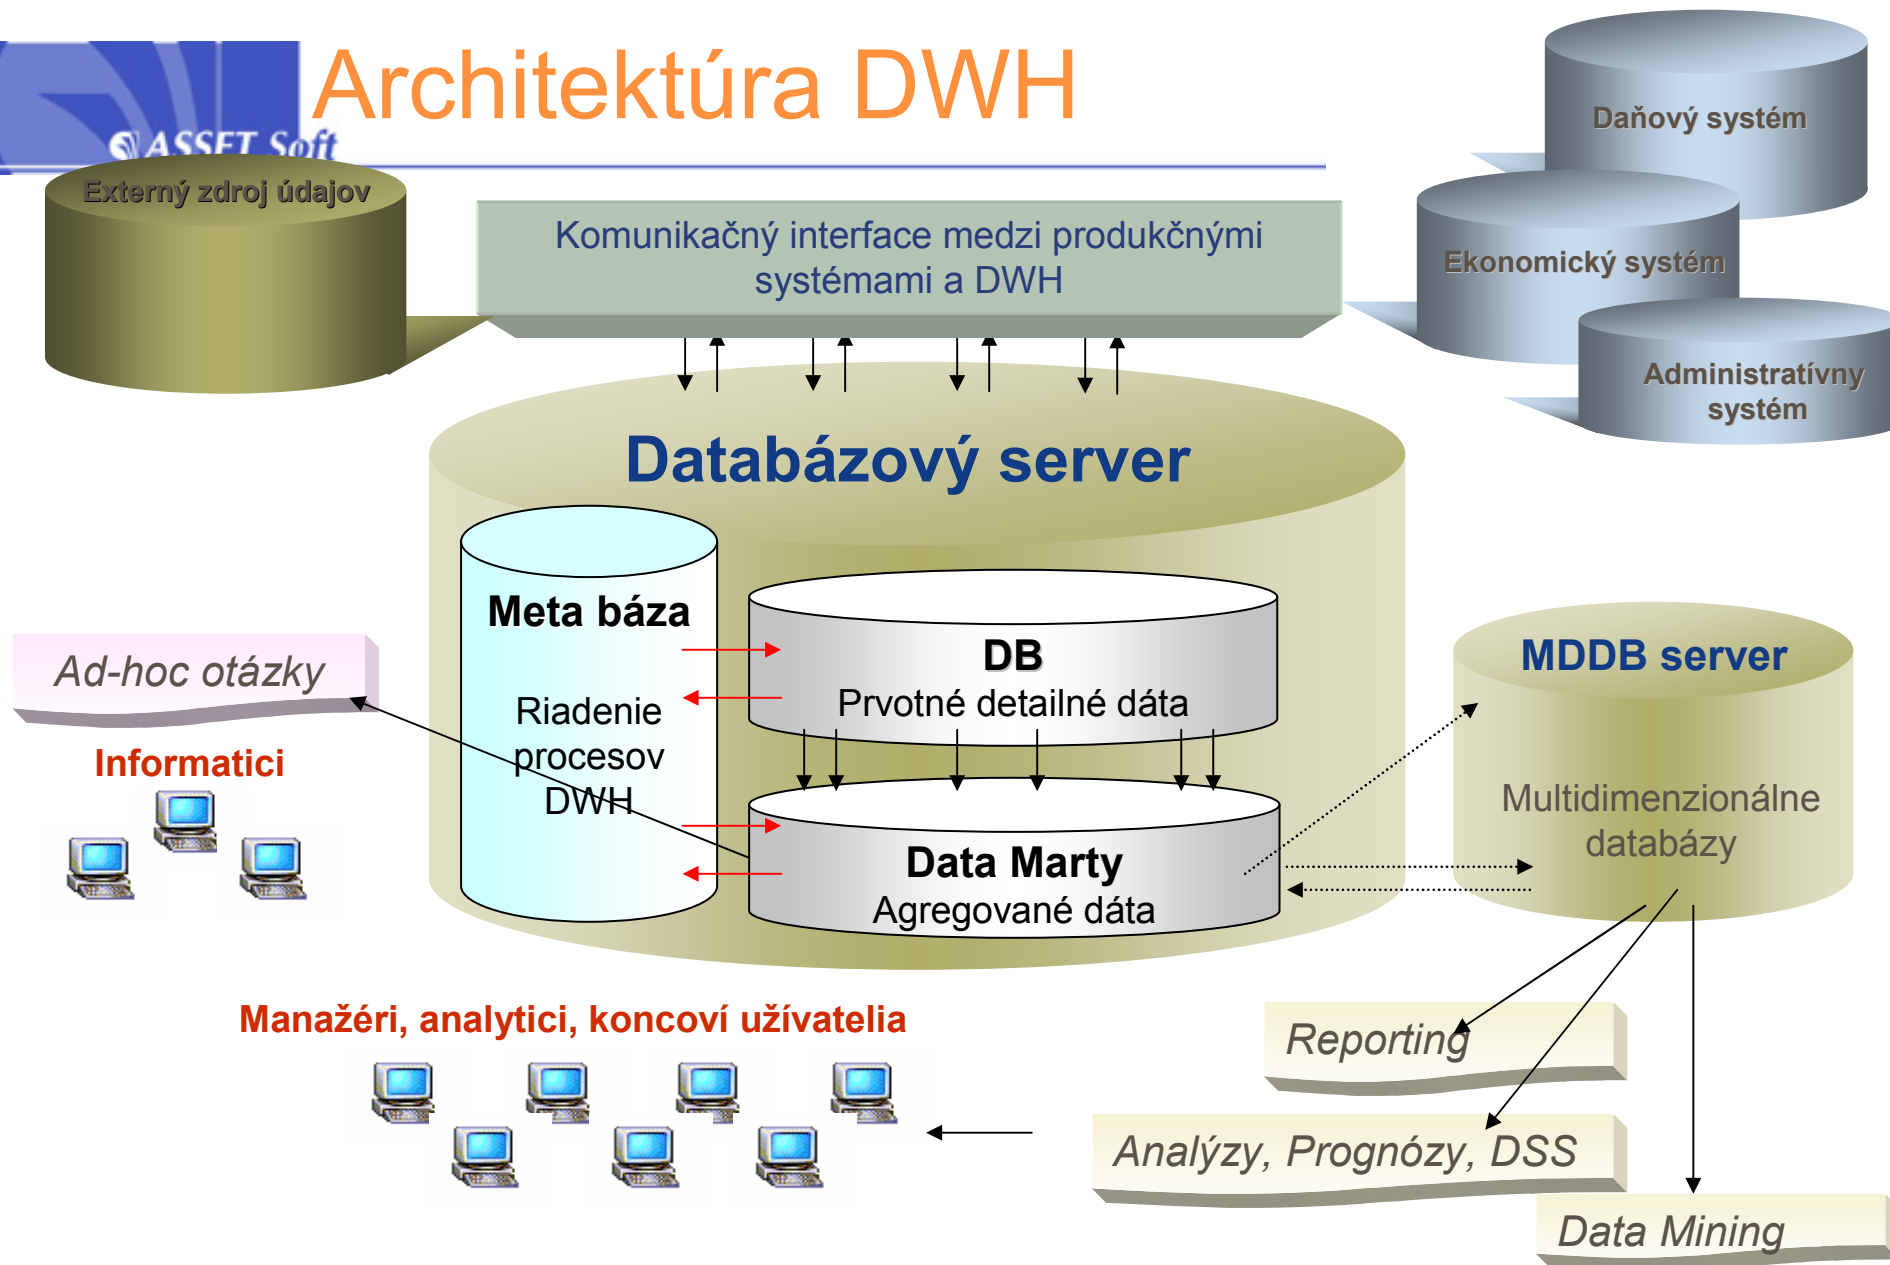 Architektúra DWH
ASSET Soft
Daňový systém
Externý zdroj údajov
Komunikačný interface medzi produkčnými
systémami a DWH
Ekonomický systém
Administratívny
systém
Databázový server
Meta báza
Riadenie
procesov
DWH
DB
Prvotné detailné dáta
Data Marty
Agregované dáta
MDDB server
Multidimenzionálne
databázy
Ad-hoc otázky
Informatici
Manažéri, analytici, koncoví užívatelia
Reporting
Analýzy, Prognózy, DSS
Data Mining